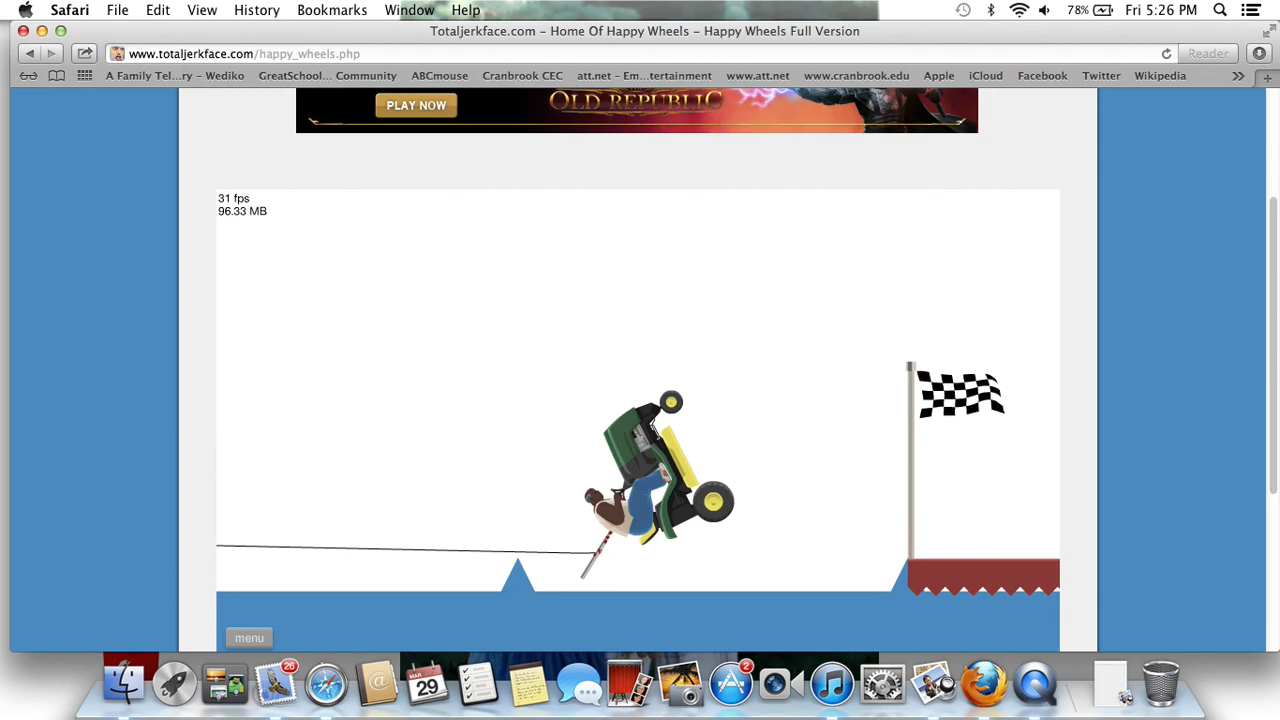 Safari File Edit View History Bookmarks Window Help 78% Fri 5:26 PM
Totaljerkface.com – Home Of Happy Wheels – Happy Wheels Full Version
www.totaljerkface.com/happy_wheels.php Reader
A Family Tel...ry – Wediko GreatSchool... Community ABCmouse Cranbrook CEC att.net – Em...tertainment www.att.net www.cranbrook.edu Apple iCloud Facebook Twitter Wikipedia
PLAY NOW OLD REPUBLIC
31 fps
96.33 MB
menu
26
MAR
29
2